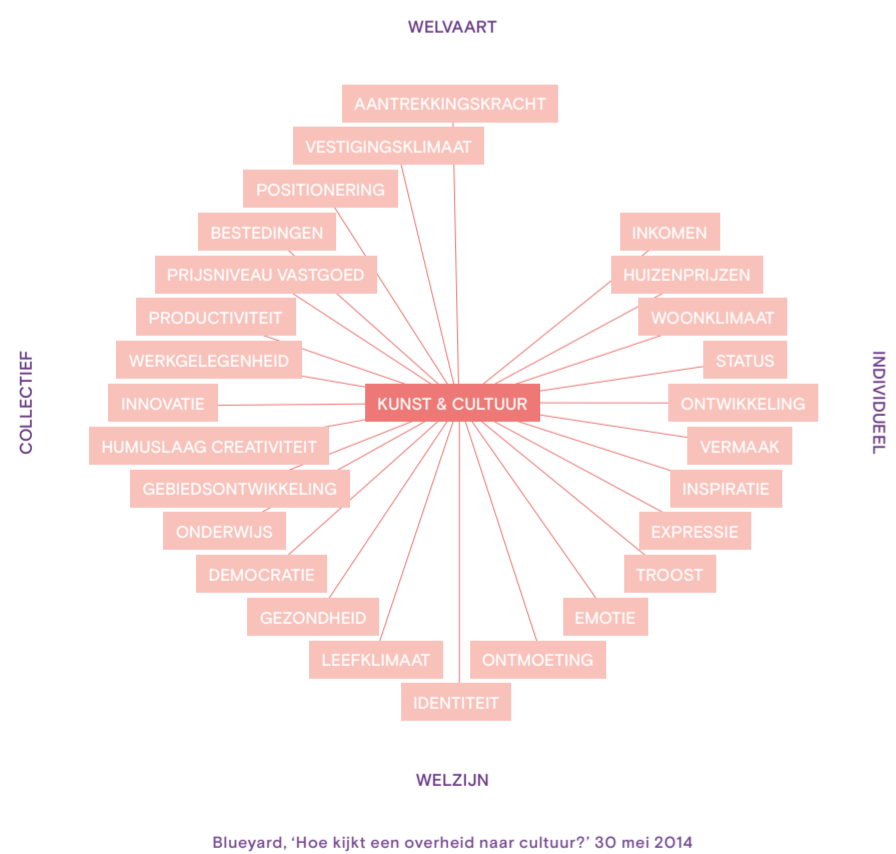 WELVAART
AANTREKKINGSKRACHT
VESTIGINGSKLIMAAT
POSITIONERING
BESTEDINGEN
INKOMEN
PRIJSNIVEAU VASTGOED
HUIZENPRIJZEN
PRODUCTIVITEIT
WOONKLIMAAT
WERKGELEGENHEID
STATUS
COLLECTIEF
INNOVATIE
KUNST & CULTUUR
ONTWIKKELING
INDIVIDUEEL
HUMUSLAAG CREATIVITEIT
VERMAAK
GEBIEDSONTWIKKELING
INSPIRATIE
ONDERWIJS
EXPRESSIE
DEMOCRATIE
TROOST
GEZONDHEID
EMOTIE
LEEFKLIMAAT
ONTMOETING
IDENTITEIT
WELZIJN
Blueyard, ‘Hoe kijkt een overheid naar cultuur?’ 30 mei 2014